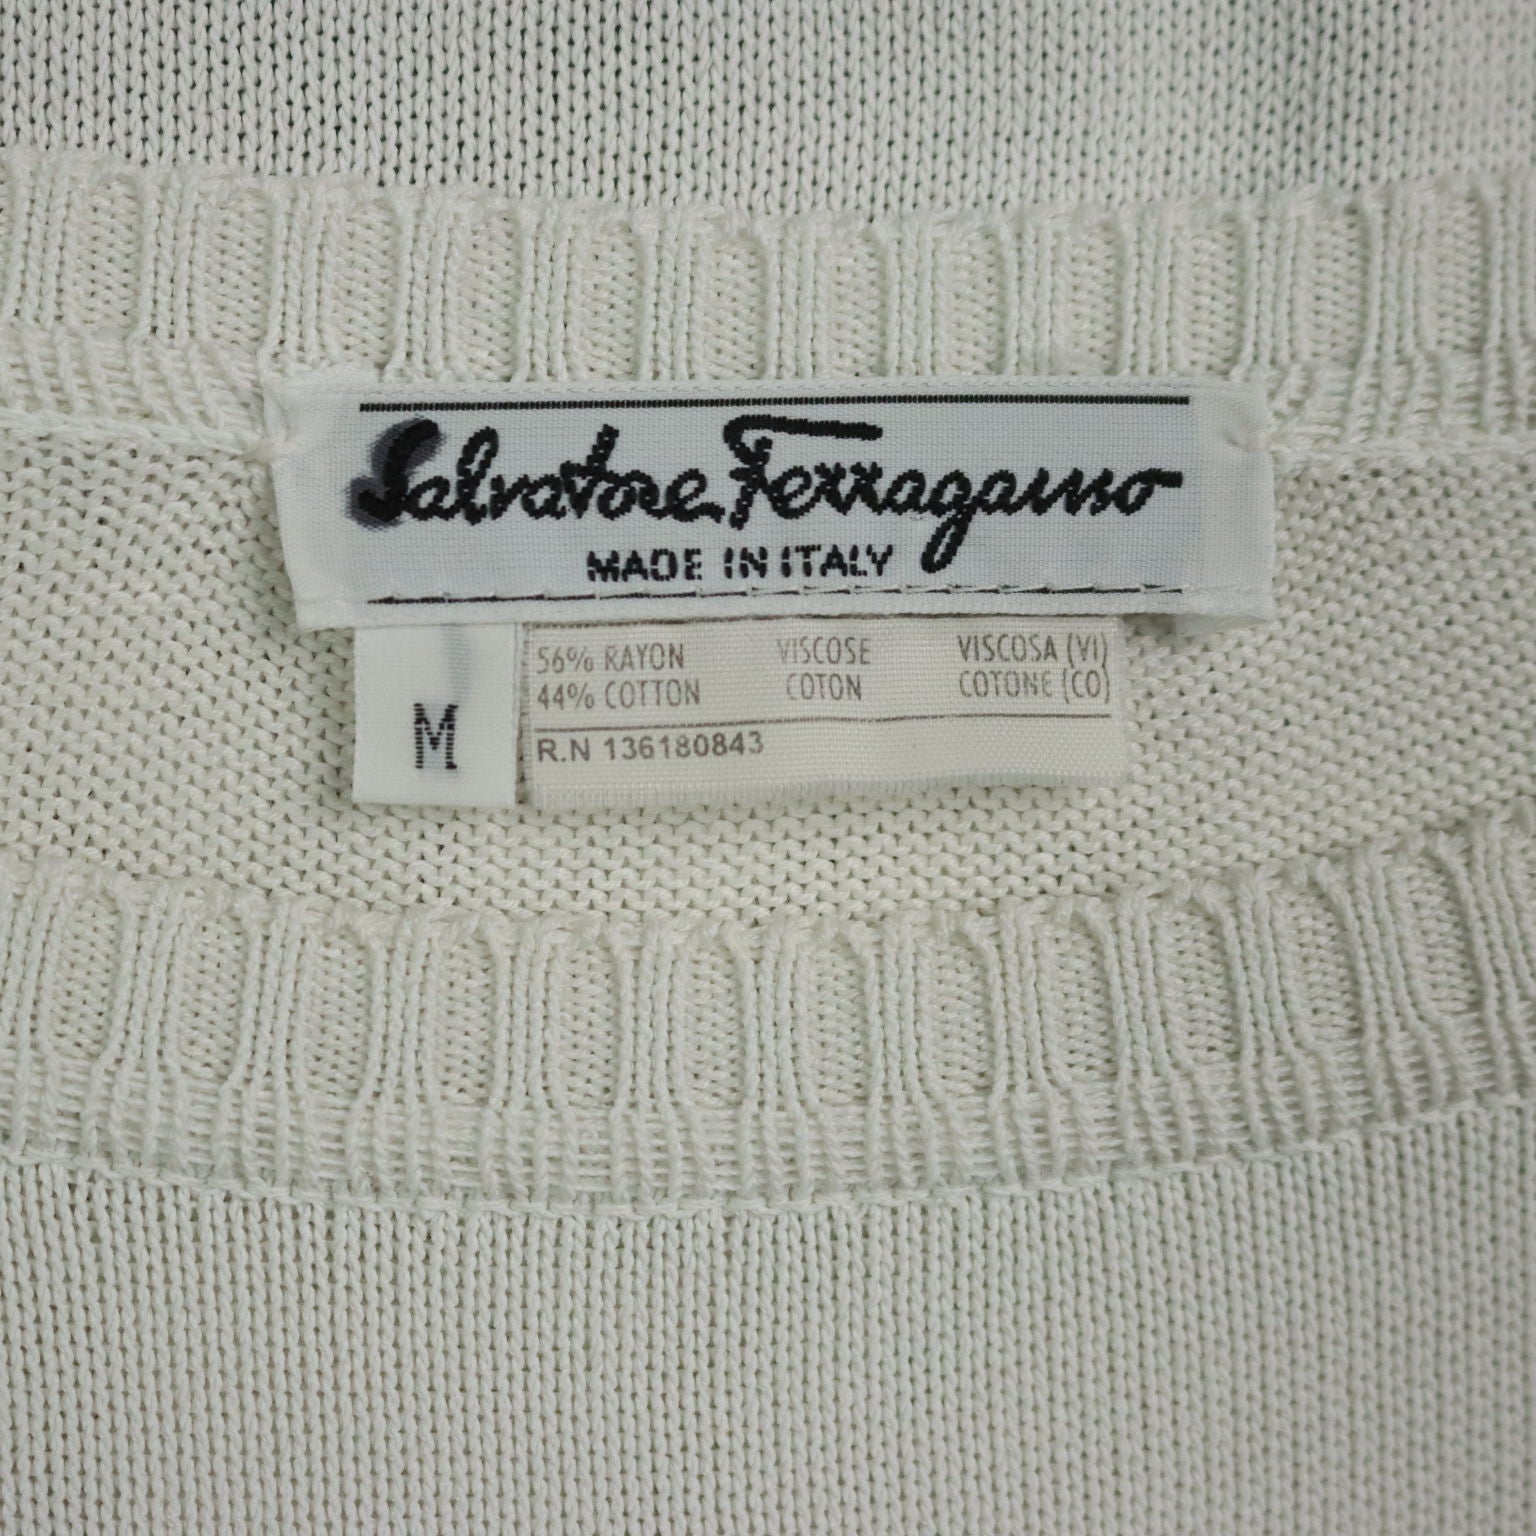 Salvatore Ferragamo
MADE IN ITALY
M
56% RAYON VISCOSE VISCOSA (VI)
44% COTTON COTON COTONE (CO)
R.N 136180843